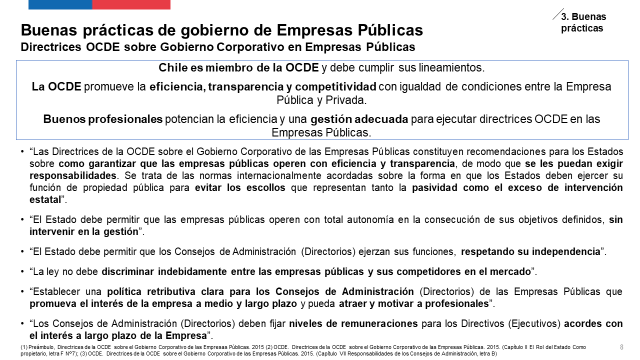 Buenas prácticas de gobierno de Empresas Públicas
Directrices OCDE sobre Gobierno Corporativo en Empresas Públicas
3. Buenas
prácticas
Chile es miembro de la OCDE y debe cumplir sus lineamientos.
La OCDE promueve la eficiencia, transparencia y competitividad con igualdad de condiciones entre la Empresa
Pública y Privada.
Buenos profesionales potencian la eficiencia y una gestión adecuada para ejecutar directrices OCDE en las
Empresas Públicas.
• “Las Directrices de la OCDE sobre el Gobierno Corporativo de las Empresas Públicas constituyen recomendaciones para los Estados
sobre como garantizar que las empresas públicas operen con eficiencia y transparencia, de modo que se les puedan exigir
responsabilidades. Se trata de las normas internacionalmente acordadas sobre la forma en que los Estados deben ejercer su
función de propiedad pública para evitar los escollos que representan tanto la pasividad como el exceso de intervención
estatal”.
• “El Estado debe permitir que las empresas públicas operen con total autonomía en la consecución de sus objetivos definidos, sin
intervenir en la gestión”.
• “El Estado debe permitir que los Consejos de Administración (Directorios) ejerzan sus funciones, respetando su independencia”.
• “La ley no debe discriminar indebidamente entre las empresas públicas y sus competidores en el mercado”.
• “Establecer una política retributiva clara para los Consejos de Administración (Directorios) de las Empresas Públicas que
promueva el interés de la empresa a medio y largo plazo y pueda atraer y motivar a profesionales”.
• “Los Consejos de Administración (Directorios) deben fijar niveles de remuneraciones para los Directivos (Ejecutivos) acordes con
el interés a largo plazo de la Empresa”.
(1) Preámbulo, Directrices de la OCDE sobre el Gobierno Corporativo de las Empresas Públicas. 2015 (2) OCDE. Directrices de la OCDE sobre el Gobierno Corporativo de las Empresas Públicas. 2015. (Capítulo II El Rol del Estado Como
propietario, letra F N°7); (3) OCDE. Directrices de la OCDE sobre el Gobierno Corporativo de las Empresas Públicas. 2015. (Capítulo VII Responsabilidades de los Consejos de Administración, letra B)
8